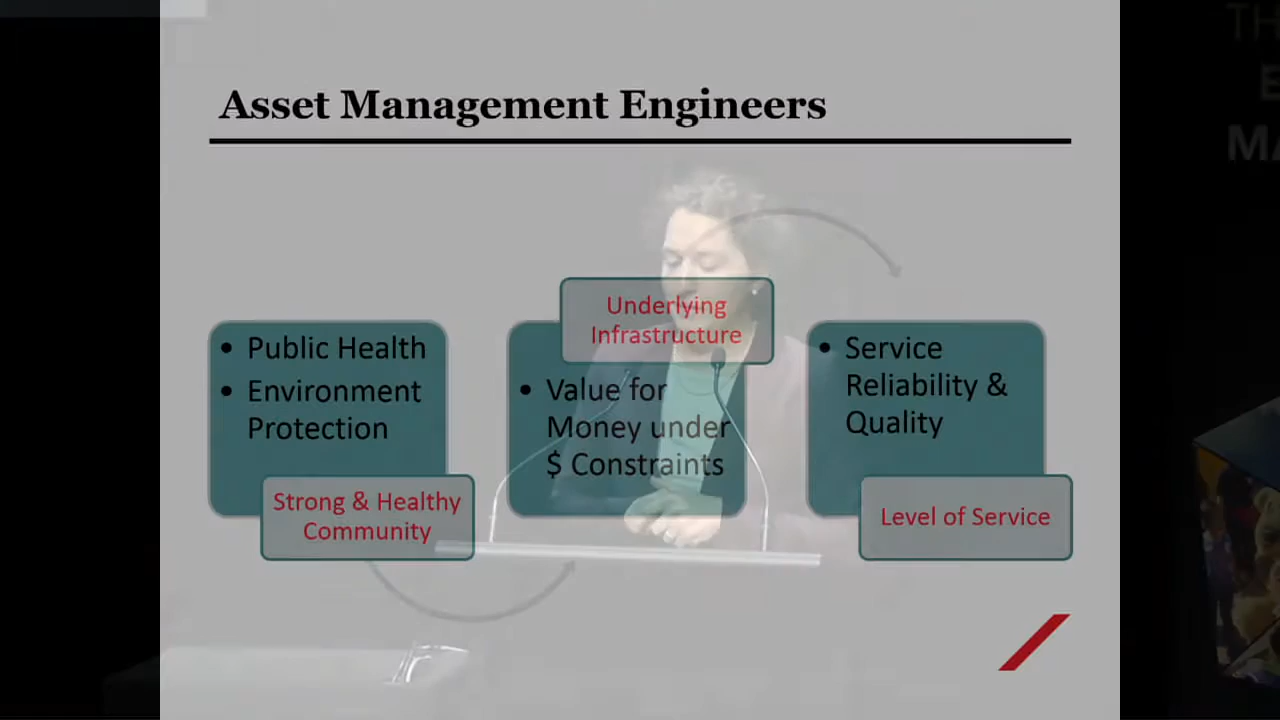 Asset Management Engineers
• Public Health
• Environment
Protection
Strong & Healthy
Community
Underlying
Infrastructure
• Value for
Money under
$ Constraints
• Service
Reliability &
Quality
Level of Service